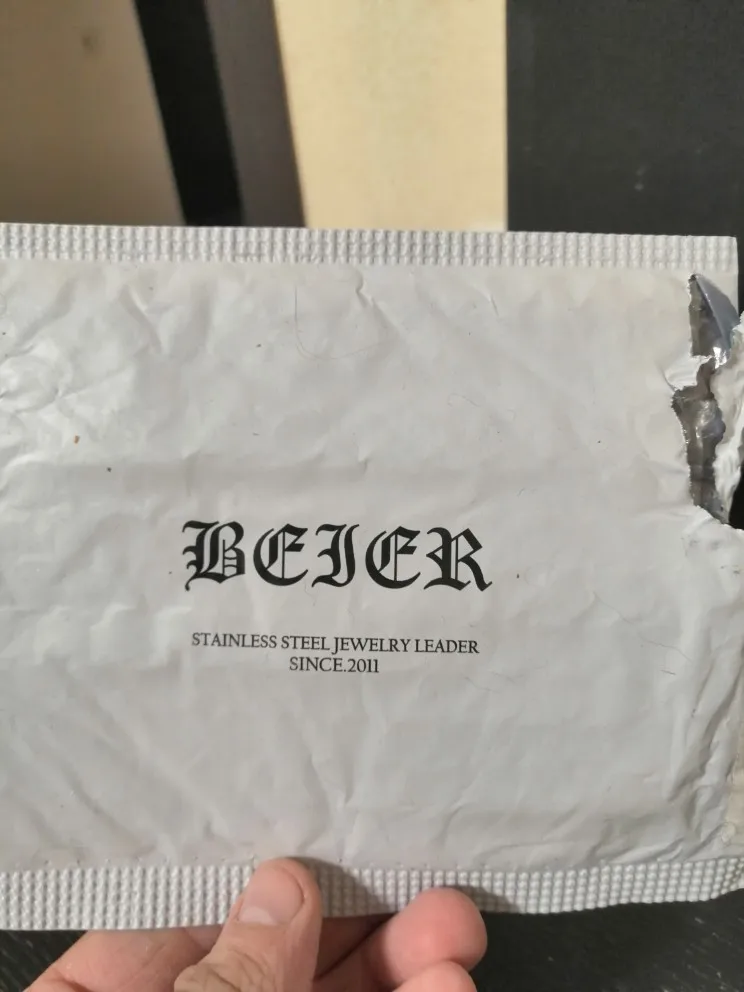 BEIER
STAINLESS STEEL JEWELRY LEADER
SINCE.2011